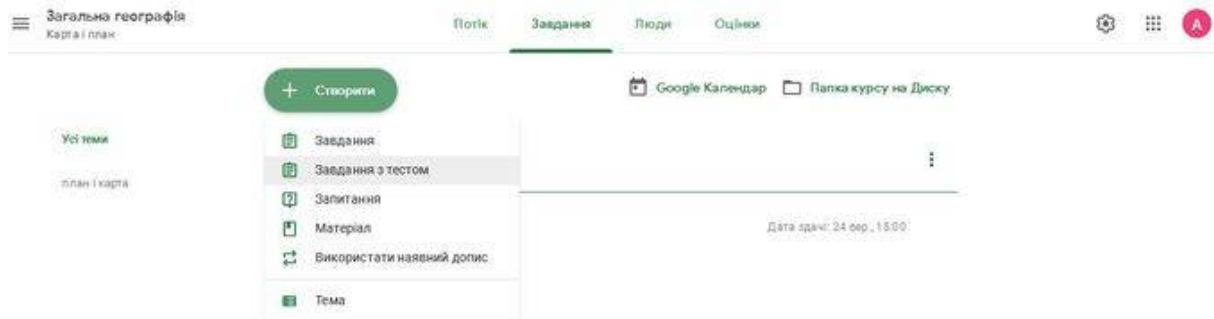 Загальна географія
Карта і план
Потік Завдання Люди Оцінки
A
Створити
Google Календар Папка курсу на Диску
Усі теми
план і карта
Завдання
Завдання з тестом
Запитання
Матеріал
Використати наявний допис
Тема
Дата здачі: 24 вер., 15:00